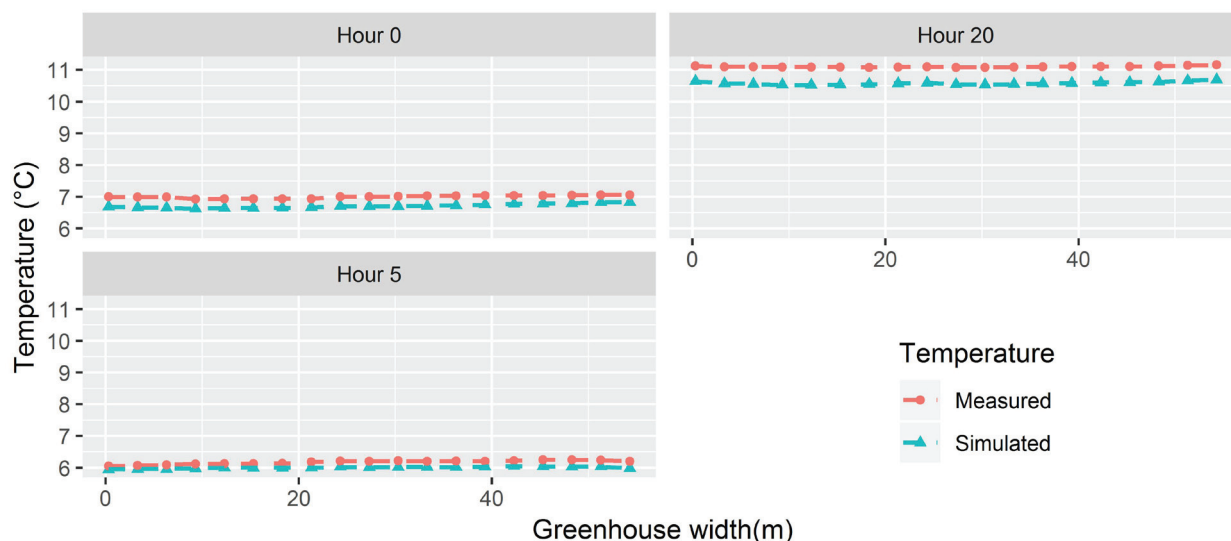 Hour 0
Hour 20
11
10
9
8
7
6
11
10
9
8
7
6
0
20
40
Hour 5
0
20
40
Temperature (°C)
Greenhouse width(m)
Temperature
Measured
Simulated